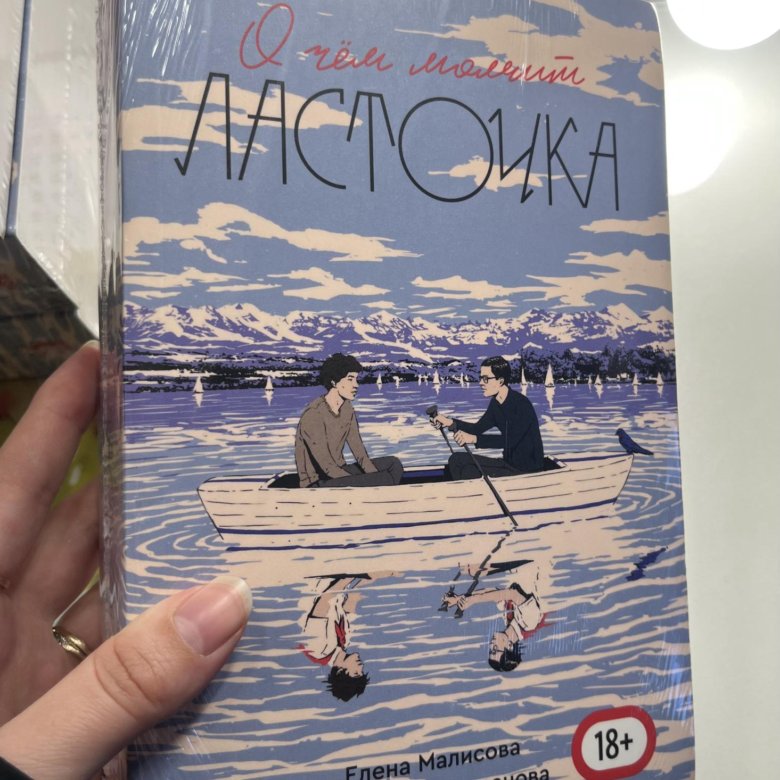 О чём молчит
ЛАСТОЧКА
Елена Малисова
18+